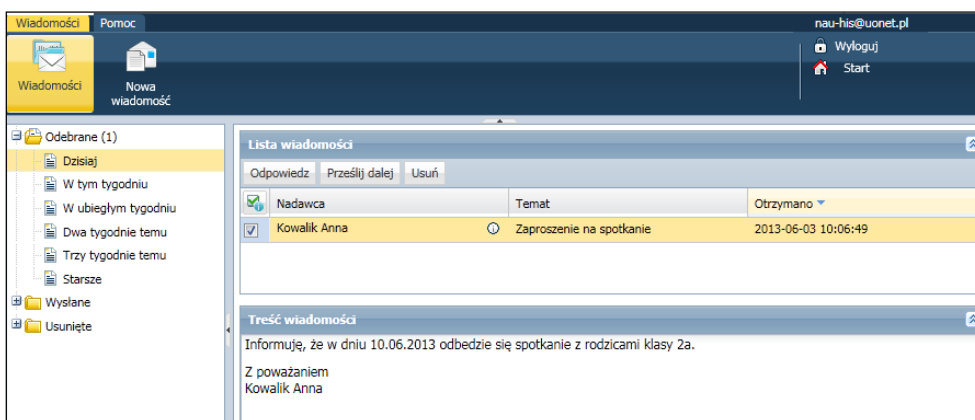 Wiadomości Pomoc nau-his@uonet.pl
Wyloguj
Start
Wiadomości
Nowa
wiadomość
Odebrane (1)
Dzisiaj
W tym tygodniu
W ubiegłym tygodniu
Dwa tygodnie temu
Trzy tygodnie temu
Starsze
Wysłane
Usunięte
Lista wiadomości
Odpowiedz Prześlij dalej Usuń
Nadawca Temat Otrzymano
Kowalik Anna Zaproszenie na spotkanie 2013-06-03 10:06:49
Treść wiadomości
Informuję, że w dniu 10.06.2013 odbedzie się spotkanie z rodzicami klasy 2a.
Z poważaniem
Kowalik Anna